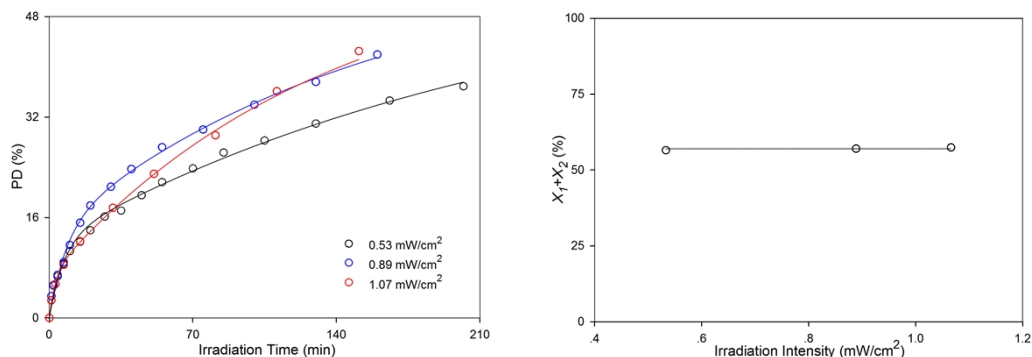 48
32
16
0
PD (%)
0
70
140
210
Irradiation Time (min)
0.53 mW/cm²
0.89 mW/cm²
1.07 mW/cm²
100
75
50
25
0
X₁+X₂ (%)
.4
.6
.8
1.0
1.2
Irradiation Intensity (mW/cm²)